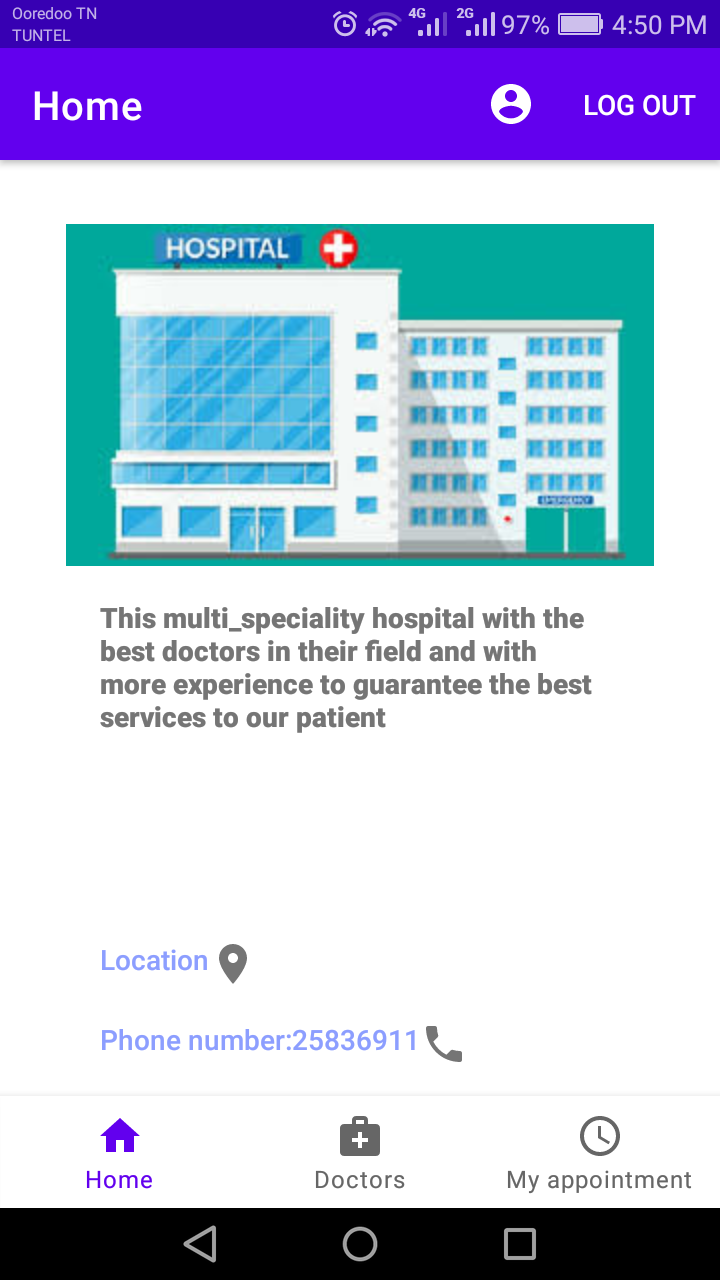 Ooredoo TN
TUNTEL
4G 2G 97% 4:50 PM
Home LOG OUT
HOSPITAL
EMERGENCY
This multi_speciality hospital with the
best doctors in their field and with
more experience to guarantee the best
services to our patient
Location
Phone number:25836911
Home Doctors My appointment